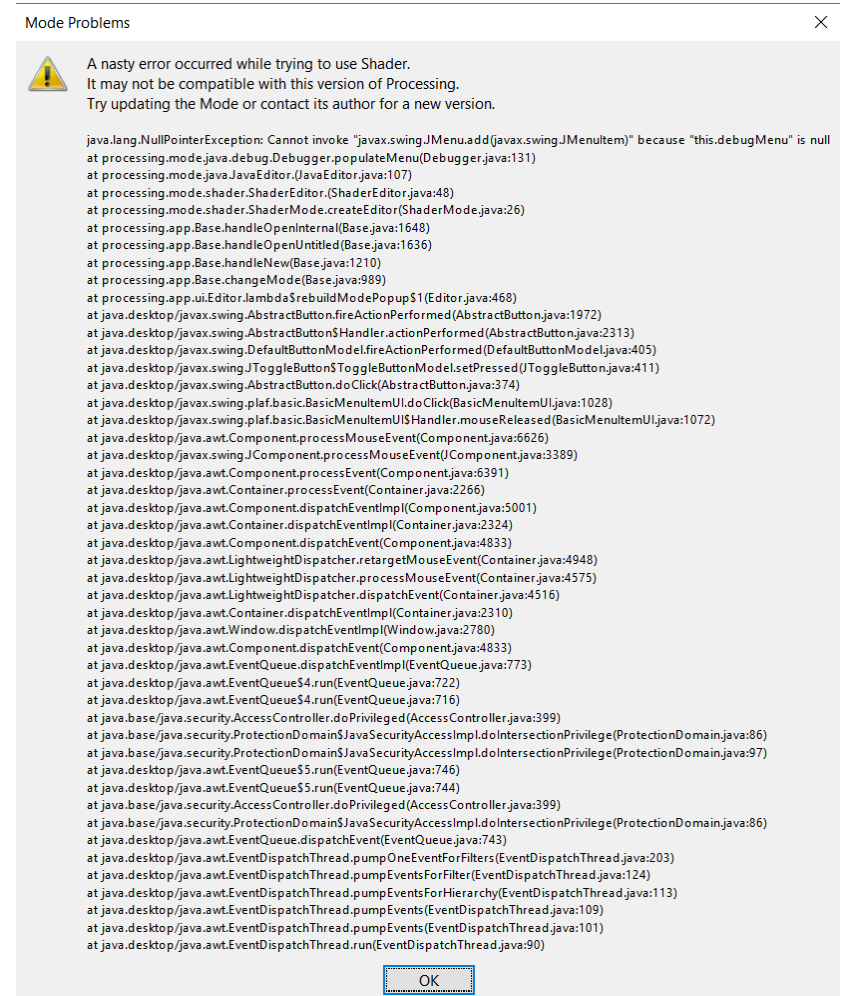 Mode Problems
A nasty error occurred while trying to use Shader.
It may not be compatible with this version of Processing.
Try updating the Mode or contact its author for a new version.
java.lang.NullPointerException: Cannot invoke "javax.swing.JMenu.add(javax.swing.JMenuItem)" because "this.debugMenu" is null
at processing.mode.java.debug.Debugger.populateMenu(Debugger.java:131)
at processing.mode.java.JavaEditor.(JavaEditor.java:107)
at processing.mode.shader.ShaderEditor.(ShaderEditor.java:48)
at processing.mode.shader.ShaderMode.createEditor(ShaderMode.java:26)
at processing.app.Base.handleOpenInternal(Base.java:1648)
at processing.app.Base.handleOpenUntitled(Base.java:1636)
at processing.app.Base.handleNew(Base.java:1210)
at processing.app.Base.changeMode(Base.java:989)
at processing.app.ui.Editor.lambda$rebuildModePopup$1(Editor.java:468)
at java.desktop/javax.swing.AbstractButton.fireActionPerformed(AbstractButton.java:1972)
at java.desktop/javax.swing.AbstractButton$Handler.actionPerformed(AbstractButton.java:2313)
at java.desktop/javax.swing.DefaultButtonModel.fireActionPerformed(DefaultButtonModel.java:405)
at java.desktop/javax.swing.JToggleButton$ToggleButtonModel.setPressed(JToggleButton.java:411)
at java.desktop/javax.swing.AbstractButton.doClick(AbstractButton.java:374)
at java.desktop/javax.swing.plaf.basic.BasicMenuItemUI.doClick(BasicMenuItemUI.java:1028)
at java.desktop/javax.swing.plaf.basic.BasicMenuItemUI$Handler.mouseReleased(BasicMenuItemUI.java:1072)
at java.desktop/java.awt.Component.processMouseEvent(Component.java:6626)
at java.desktop/javax.swing.JComponent.processMouseEvent(JComponent.java:3389)
at java.desktop/java.awt.Component.processEvent(Component.java:6391)
at java.desktop/java.awt.Container.processEvent(Container.java:2266)
at java.desktop/java.awt.Component.dispatchEventImpl(Component.java:5001)
at java.desktop/java.awt.Container.dispatchEventImpl(Container.java:2324)
at java.desktop/java.awt.Component.dispatchEvent(Component.java:4833)
at java.desktop/java.awt.LightweightDispatcher.retargetMouseEvent(Container.java:4948)
at java.desktop/java.awt.LightweightDispatcher.processMouseEvent(Container.java:4575)
at java.desktop/java.awt.LightweightDispatcher.dispatchEvent(Container.java:4516)
at java.desktop/java.awt.Container.dispatchEventImpl(Container.java:2310)
at java.desktop/java.awt.Window.dispatchEventImpl(Window.java:2780)
at java.desktop/java.awt.Component.dispatchEvent(Component.java:4833)
at java.desktop/java.awt.EventQueue.dispatchEventImpl(EventQueue.java:773)
at java.desktop/java.awt.EventQueue$4.run(EventQueue.java:722)
at java.desktop/java.awt.EventQueue$4.run(EventQueue.java:716)
at java.base/java.security.AccessController.doPrivileged(AccessController.java:399)
at java.base/java.security.ProtectionDomain$JavaSecurityAccessImpl.doIntersectionPrivilege(ProtectionDomain.java:86)
at java.base/java.security.ProtectionDomain$JavaSecurityAccessImpl.doIntersectionPrivilege(ProtectionDomain.java:97)
at java.desktop/java.awt.EventQueue$5.run(EventQueue.java:746)
at java.desktop/java.awt.EventQueue$5.run(EventQueue.java:744)
at java.base/java.security.AccessController.doPrivileged(AccessController.java:399)
at java.base/java.security.ProtectionDomain$JavaSecurityAccessImpl.doIntersectionPrivilege(ProtectionDomain.java:86)
at java.desktop/java.awt.EventQueue.dispatchEvent(EventQueue.java:743)
at java.desktop/java.awt.EventDispatchThread.pumpOneEventForFilters(EventDispatchThread.java:203)
at java.desktop/java.awt.EventDispatchThread.pumpEventsForFilter(EventDispatchThread.java:124)
at java.desktop/java.awt.EventDispatchThread.pumpEventsForHierarchy(EventDispatchThread.java:113)
at java.desktop/java.awt.EventDispatchThread.pumpEvents(EventDispatchThread.java:109)
at java.desktop/java.awt.EventDispatchThread.pumpEvents(EventDispatchThread.java:101)
at java.desktop/java.awt.EventDispatchThread.run(EventDispatchThread.java:90)
OK